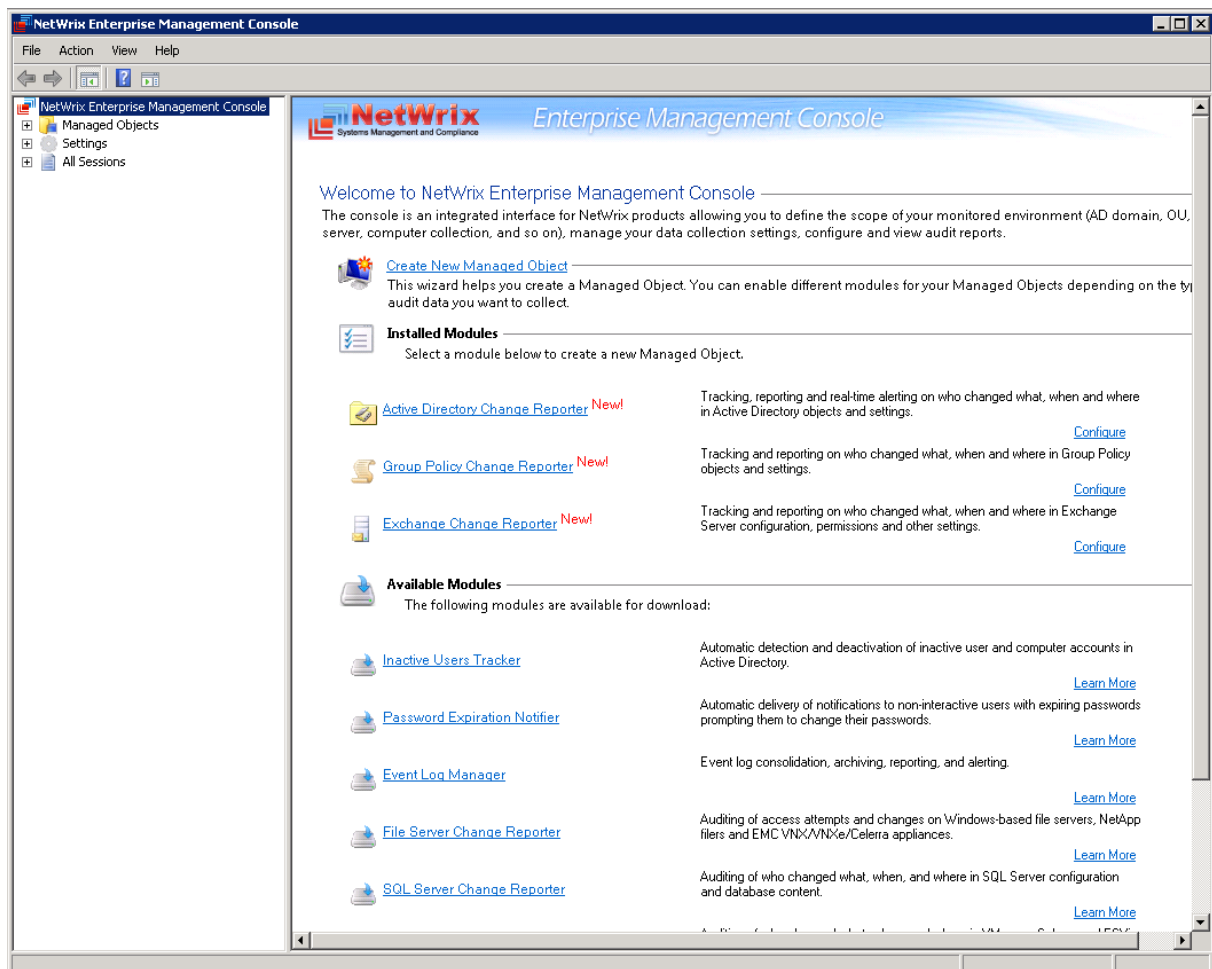 NetWrix Enterprise Management Console
File Action View Help
NetWrix Enterprise Management Console
Managed Objects
Settings
All Sessions
NetWrix
Systems Management and Compliance
Enterprise Management Console
Welcome to NetWrix Enterprise Management Console
The console is an integrated interface for NetWrix products allowing you to define the scope of your monitored environment (AD domain, OU,
server, computer collection, and so on), manage your data collection settings, configure and view audit reports.
Create New Managed Object
This wizard helps you create a Managed Object. You can enable different modules for your Managed Objects depending on the
audit data you want to collect.
Installed Modules
Select a module below to create a new Managed Object.
Active Directory Change Reporter New!
Tracking, reporting and real-time alerting on who changed what, when and where
in Active Directory objects and settings.
Configure
Group Policy Change Reporter New!
Tracking and reporting on who changed what, when and where in Group Policy
objects and settings.
Configure
Exchange Change Reporter New!
Tracking and reporting on who changed what, when and where in Exchange
Server configuration, permissions and other settings.
Configure
Available Modules
The following modules are available for download:
Inactive Users Tracker
Automatic detection and deactivation of inactive user and computer accounts in
Active Directory.
Learn More
Password Expiration Notifier
Automatic delivery of notifications to non-interactive users with expiring passwords
prompting them to change their passwords.
Learn More
Event Log Manager
Event log consolidation, archiving, reporting, and alerting.
Learn More
File Server Change Reporter
Auditing of access attempts and changes on Windows-based file servers, NetApp
filers and EMC VNX/VNXe/Celerra appliances.
Learn More
SQL Server Change Reporter
Auditing of who changed what, when, and where in SQL Server configuration
and database content.
Learn More